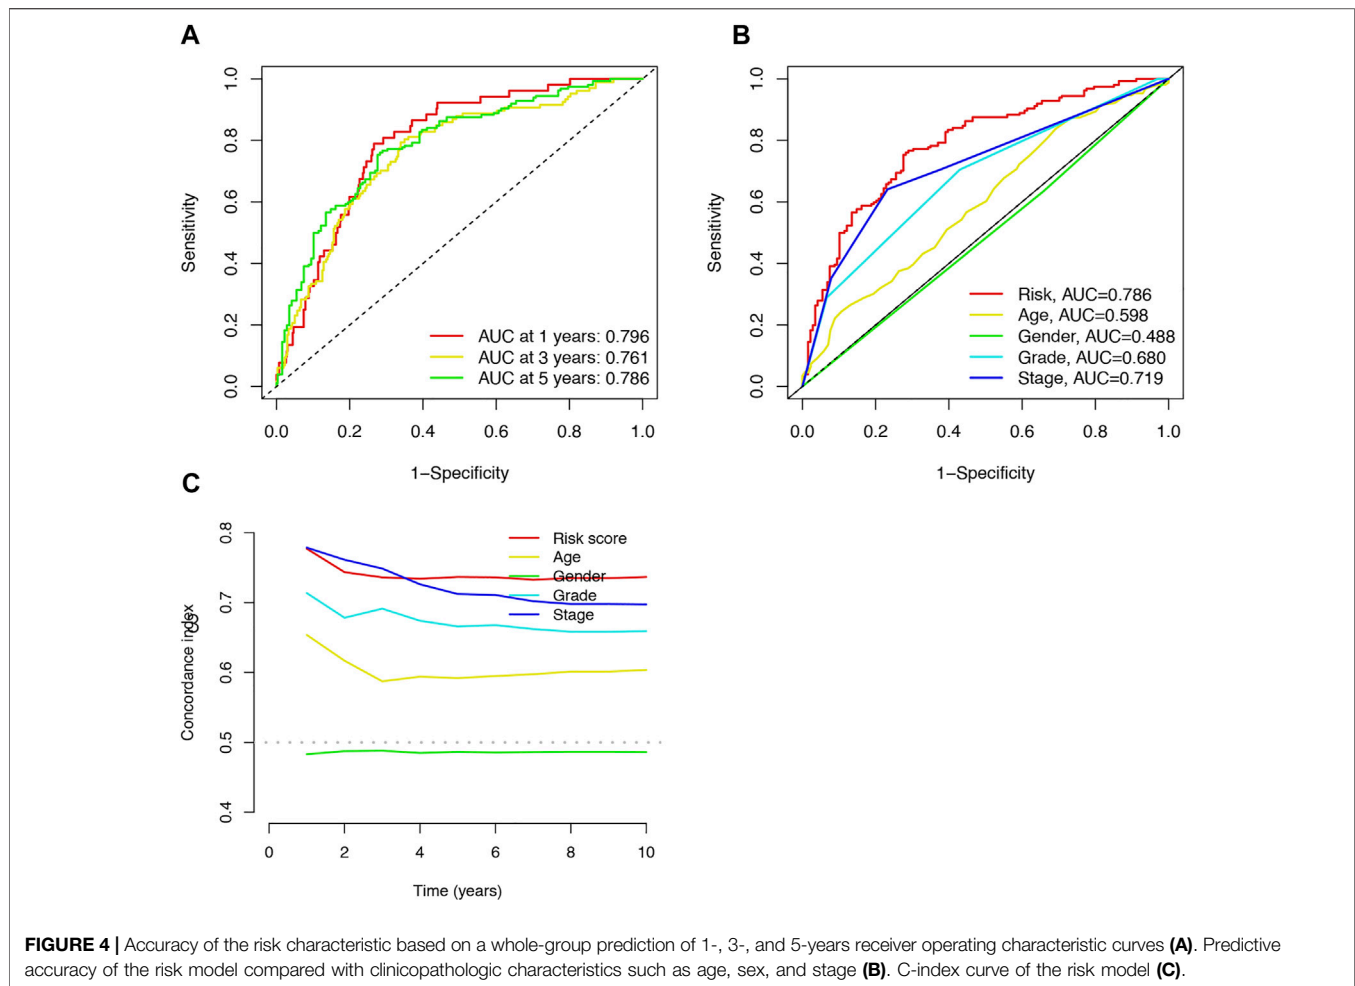 A
Sensitivity
1.0
0.8
0.6
0.4
0.2
0.0
AUC at 1 years: 0.796
AUC at 3 years: 0.761
AUC at 5 years: 0.786
0.0 0.2 0.4 0.6 0.8 1.0
1–Specificity
B
Sensitivity
1.0
0.8
0.6
0.4
0.2
0.0
Risk, AUC=0.786
Age, AUC=0.598
Gender, AUC=0.488
Grade, AUC=0.680
Stage, AUC=0.719
0.0 0.2 0.4 0.6 0.8 1.0
1–Specificity
C
Concordance index
0.8
0.7
0.6
0.5
0.4
Risk score
Age
Gender
Grade
Stage
0 2 4 6 8 10
Time (years)
FIGURE 4 | Accuracy of the risk characteristic based on a whole-group prediction of 1-, 3-, and 5-years receiver operating characteristic curves (A). Predictive
accuracy of the risk model compared with clinicopathologic characteristics such as age, sex, and stage (B). C-index curve of the risk model (C).